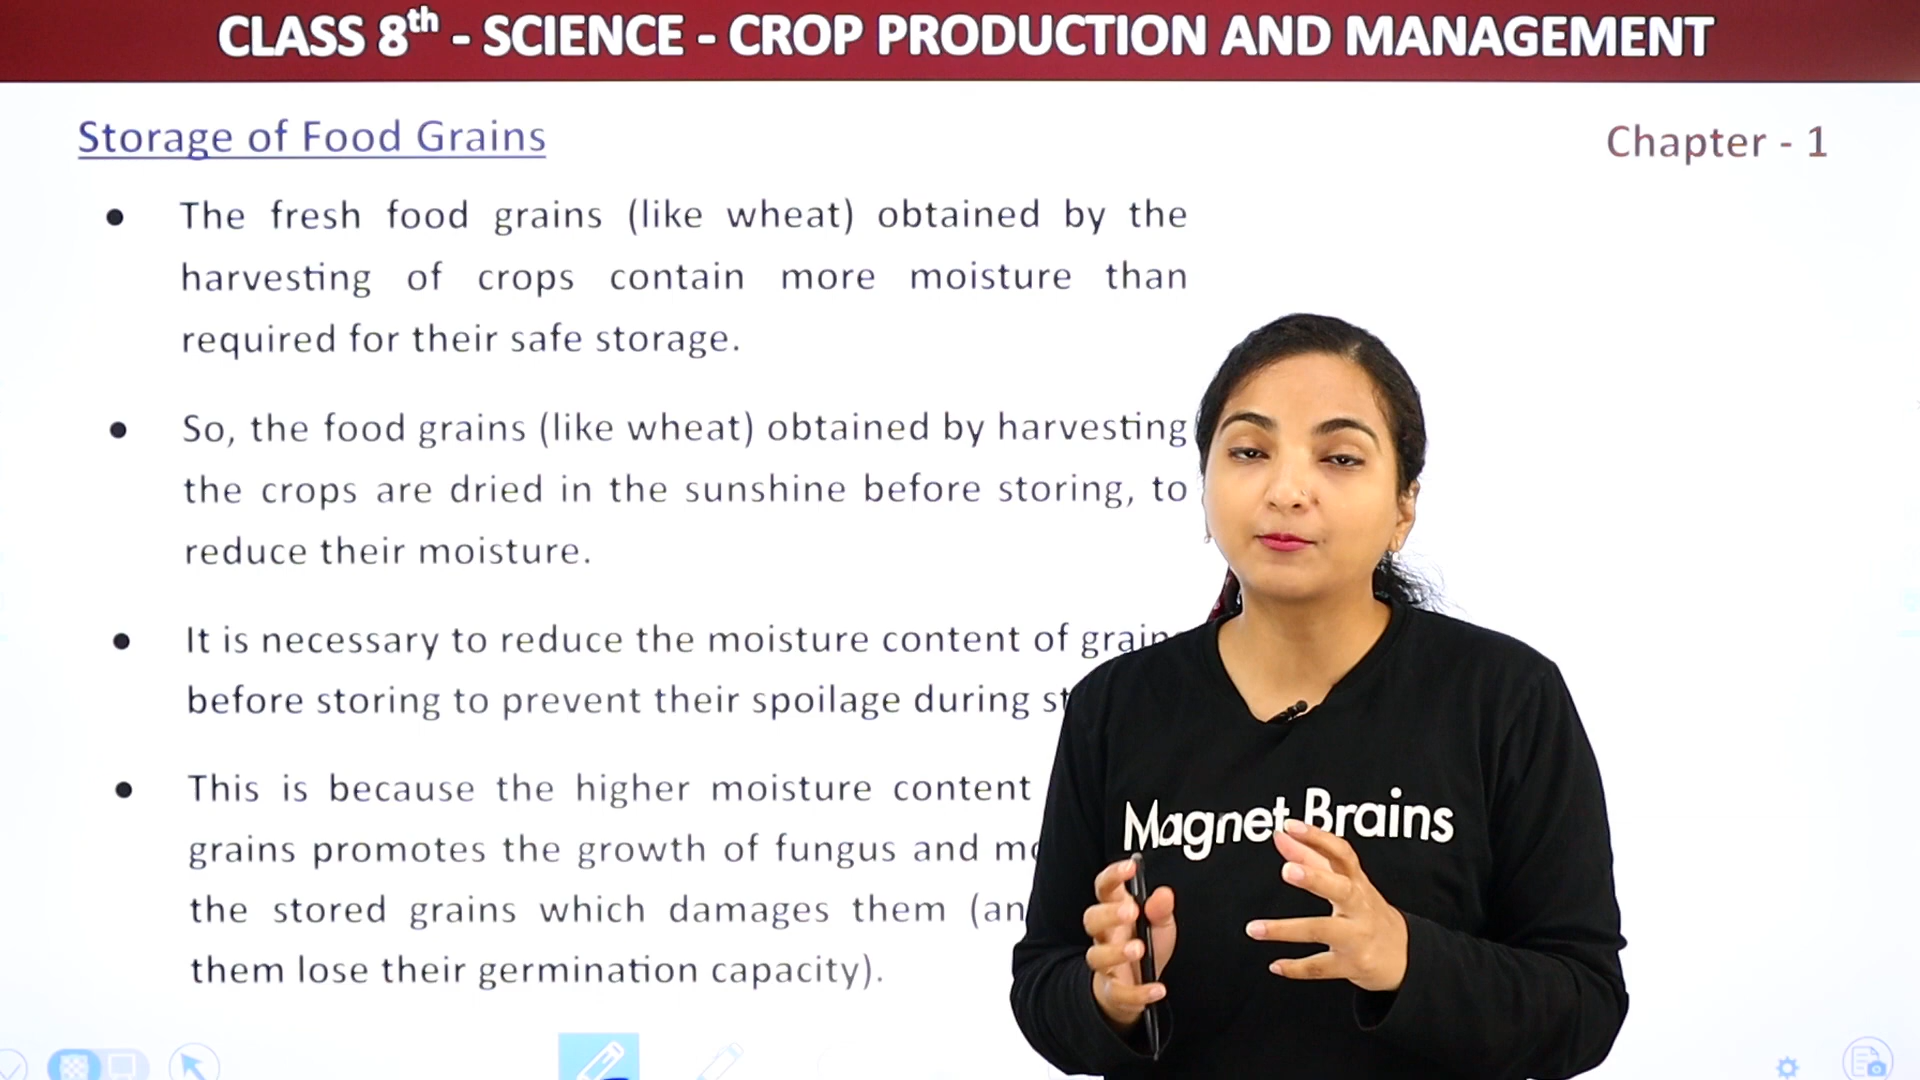 CLASS 8th - SCIENCE - CROP PRODUCTION AND MANAGEMENT
Storage of Food Grains
Chapter - 1
● The fresh food grains (like wheat) obtained by the
harvesting of crops contain more moisture than
required for their safe storage.
● So, the food grains (like wheat) obtained by harvesting
the crops are dried in the sunshine before storing, to
reduce their moisture.
● It is necessary to reduce the moisture content of
before storing to prevent their spoilage during
● This is because the higher moisture content
grains promotes the growth of fungus and
the stored grains which damages them
them lose their germination capacity).
Magnet Brains